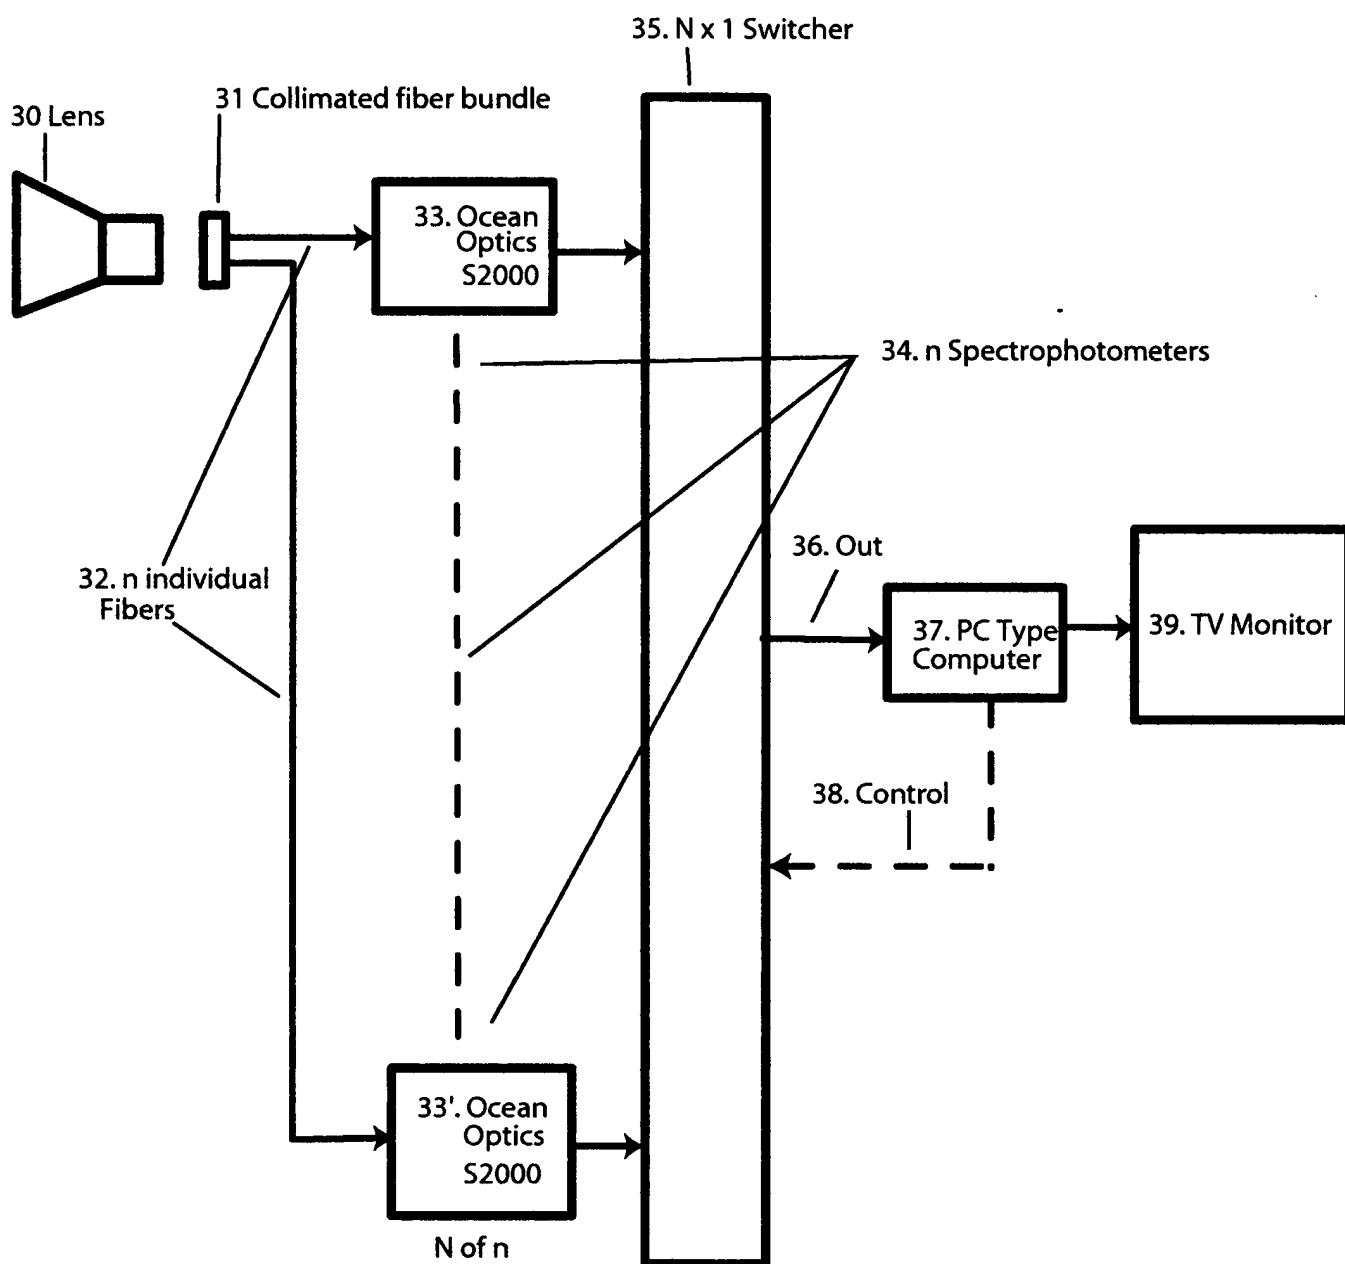 35. N x 1 Switcher
31 Collimated fiber bundle
30 Lens
33. Ocean
Optics
S2000
34. n Spectrophotometers
36. Out
32. n individual
Fibers
37. PC Type
Computer
39. TV Monitor
38. Control
33'. Ocean
Optics
S2000
N of n